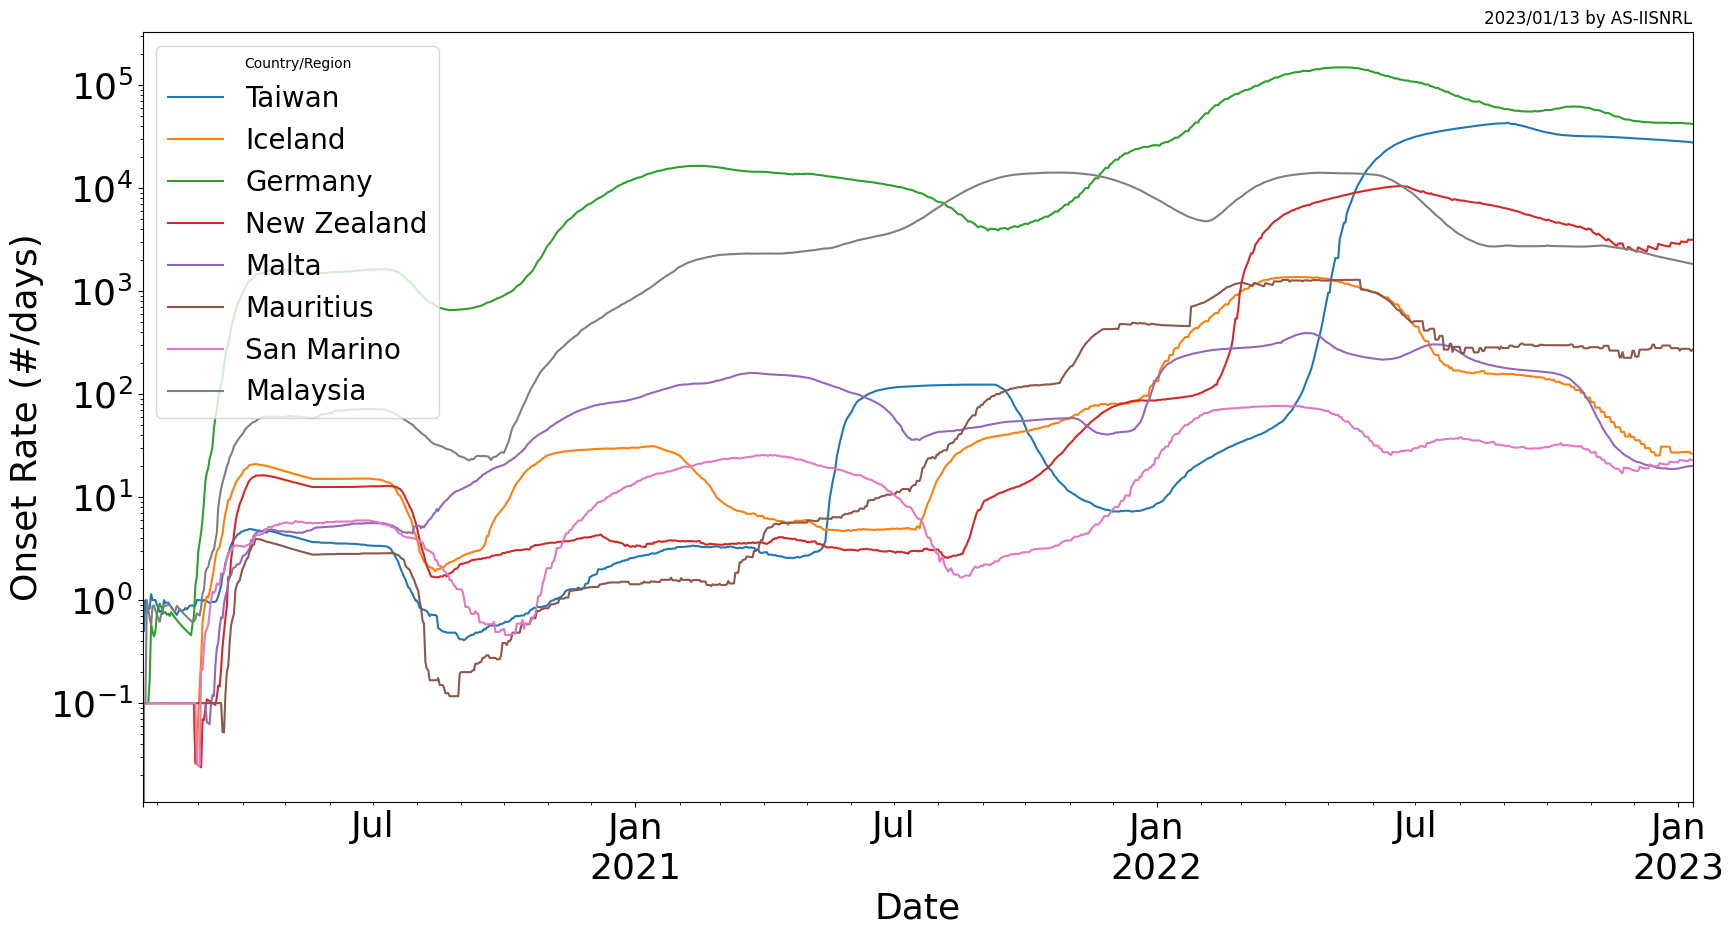 2023/01/13 by AS-IISNRL
Country/Region
Taiwan
Iceland
Germany
New Zealand
Malta
Mauritius
San Marino
Malaysia
Onset Rate (#/days)
10^5
10^4
10^3
10^2
10^1
10^0
10^−1
Jul
Jan
2021
Jul
Jan
2022
Jul
Jan
2023
Date